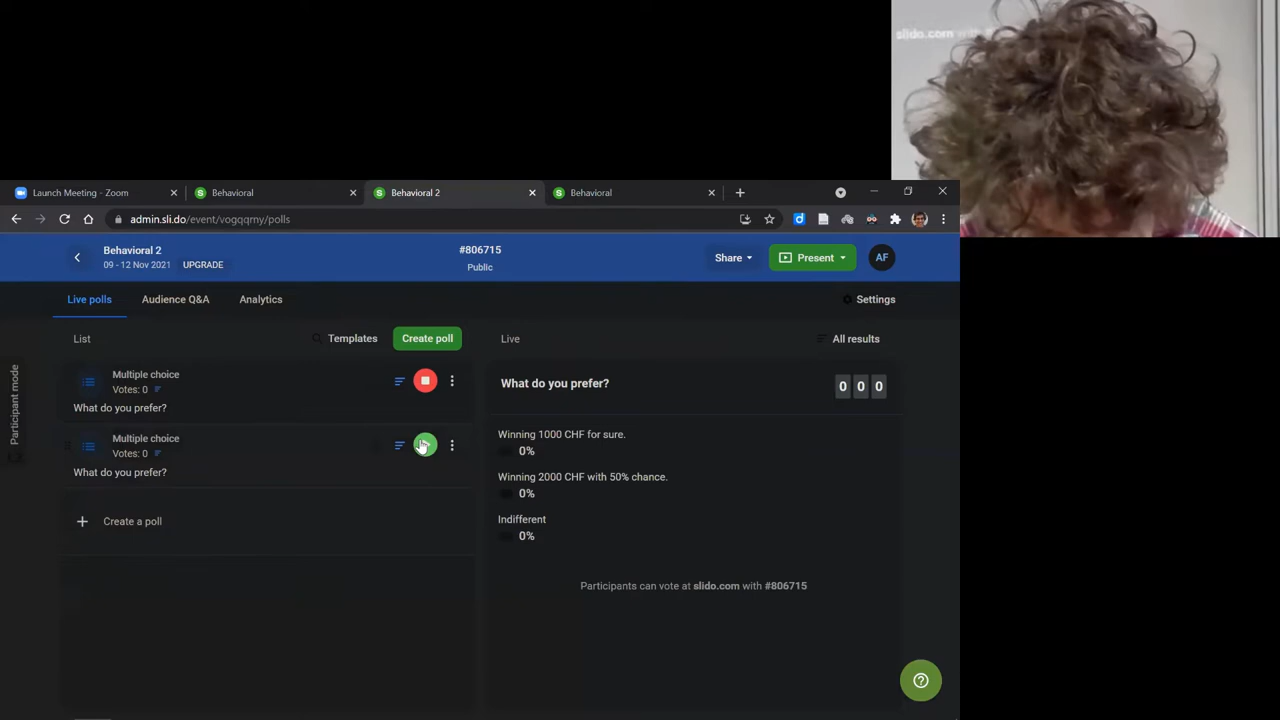 slido.com with
Launch Meeting - Zoom
Behavioral
Behavioral 2
Behavioral
admin.sli.do/event/vogqqrny/polls
Behavioral 2
09 - 12 Nov 2021 UPGRADE
#806715
Public
Share
Present
AF
Live polls
Audience Q&A
Analytics
Settings
Participant mode
List
Templates
Create poll
Multiple choice
Votes: 0
What do you prefer?
Multiple choice
Votes: 0
What do you prefer?
Create a poll
Live
All results
What do you prefer?
0 0 0
Winning 1000 CHF for sure.
0%
Winning 2000 CHF with 50% chance.
0%
Indifferent
0%
Participants can vote at slido.com with #806715